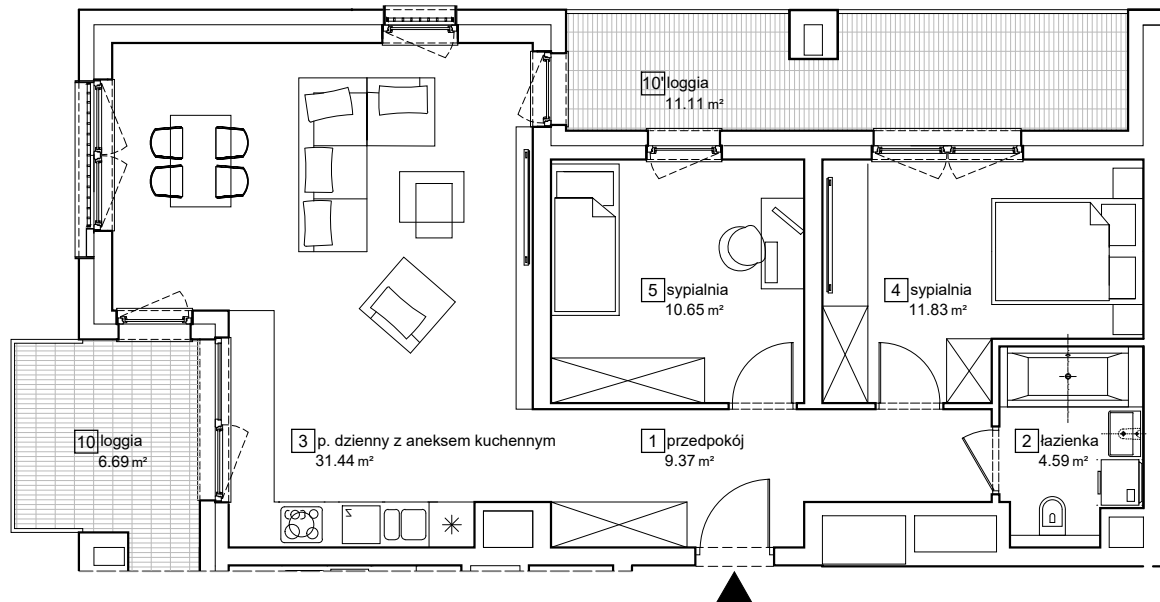 10' loggia
11.11 m²
5 sypialnia
10.65 m²
4 sypialnia
11.83 m²
10 loggia
6.69 m²
3 p. dzienny z aneksem kuchennym
31.44 m²
1 przedpokój
9.37 m²
2 łazienka
4.59 m²
Z